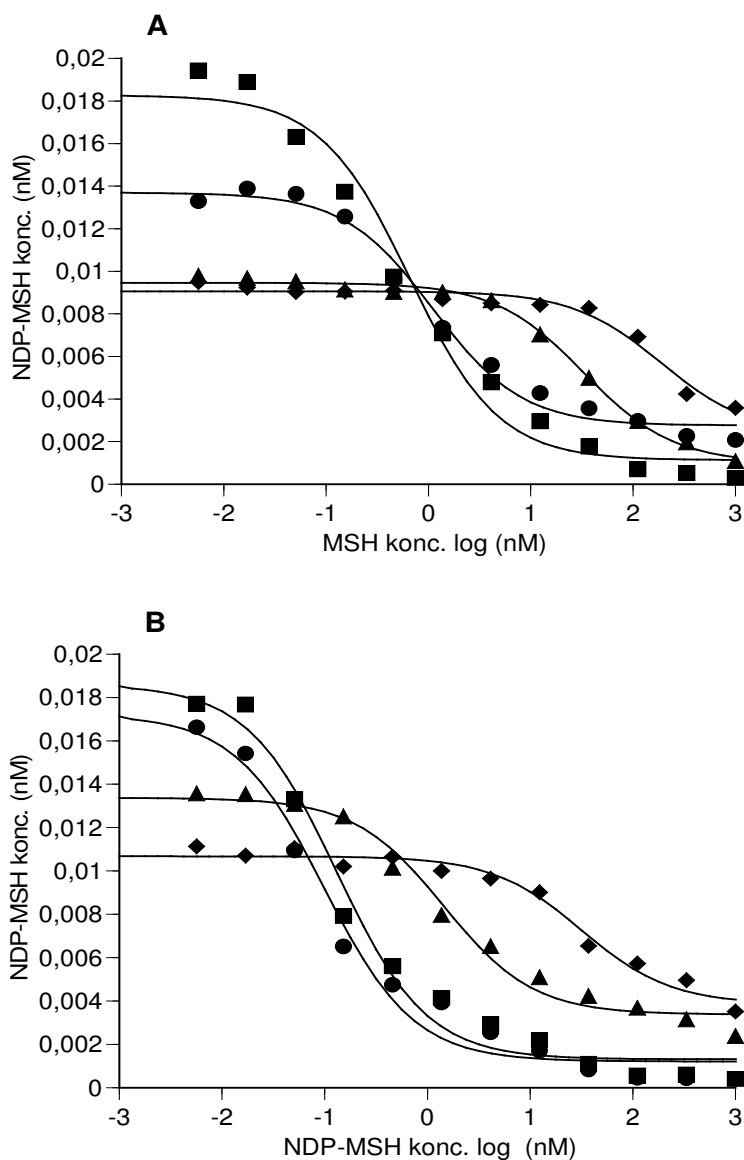 A
0,02
0,018
0,016
0,014
0,012
0,01
0,008
0,006
0,004
0,002
0
NDP-MSH konc. (nM)
-3 -2 -1 0 1 2 3
MSH konc. log (nM)
B
0,02
0,018
0,016
0,014
0,012
0,01
0,008
0,006
0,004
0,002
0
NDP-MSH konc. (nM)
-3 -2 -1 0 1 2 3
NDP-MSH konc. log (nM)